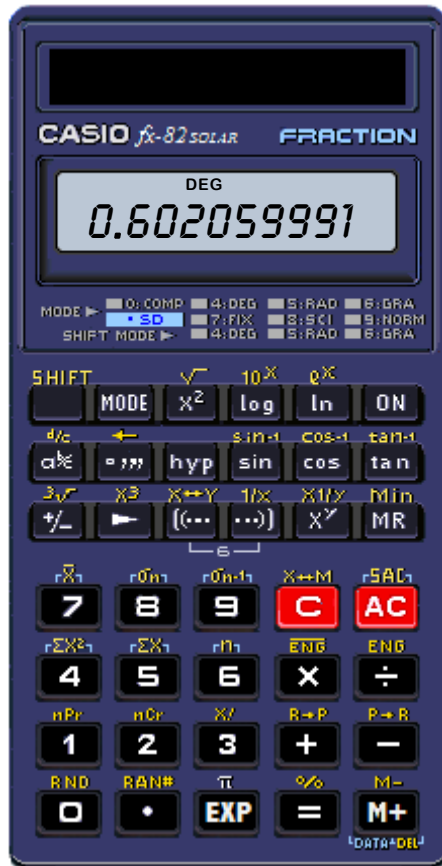 CASIO fx-82 SOLAR FRACTION
DEG
0.602059991
MODE ► 0: COMP 4: DEG 5: RAD 6: GRA
• SD 7: FIX 8: SCI 9: NORM
SHIFT MODE ► 4: DEG 5: RAD 6: GRA
SHIFT √ 10ˣ eˣ
MODE x² log ln ON
d/c ← sin-1 cos-1 tan-1
a b/c ° ’ ” hyp sin cos tan
³√ X³ X↔Y 1/x X1/y Min
+/− ► [(··· ···)] Xʸ MR
6
x̄ σn σn-1 X↔M SAC
7 8 9 C AC
ΣX² ΣX n ENG ENG
4 5 6 × ÷
nPr nCr X/ R→P P→R
1 2 3 + −
RND RAN# π % M−
0 • EXP = M+
DATA DEL